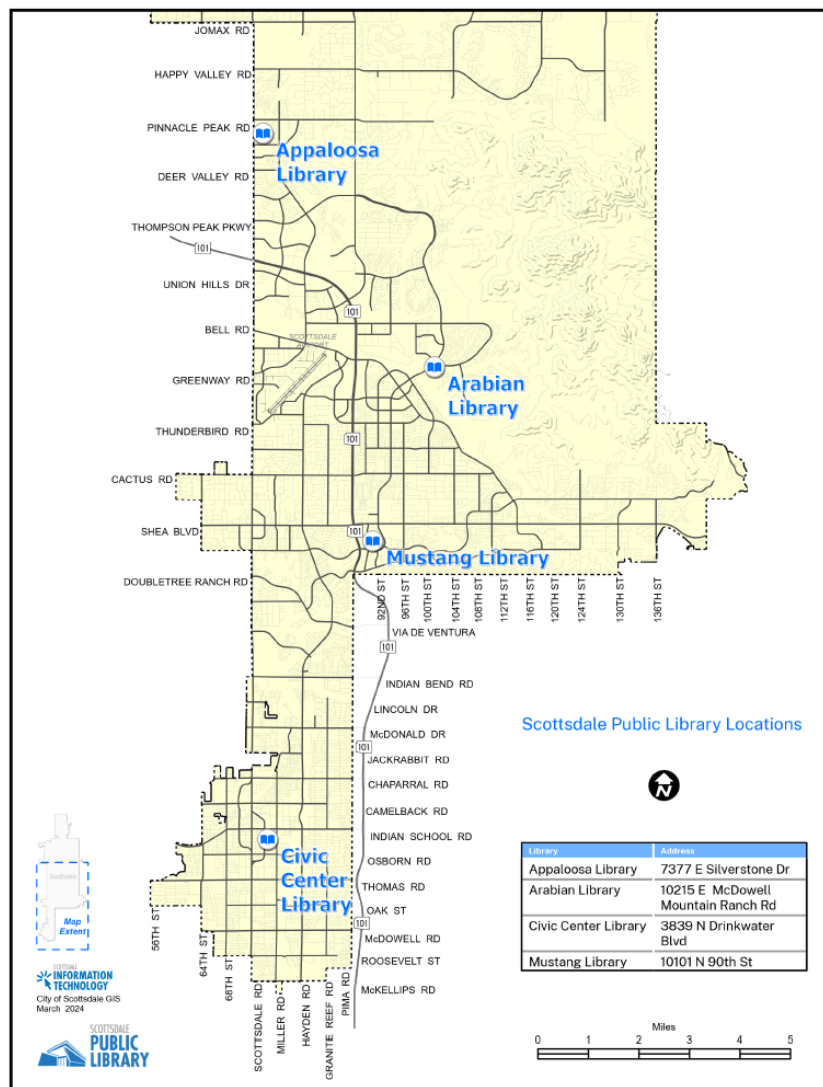 JOMAX RD
HAPPY VALLEY RD
PINNACLE PEAK RD
Appaloosa
Library
DEER VALLEY RD
THOMPSON PEAK PKWY
101
UNION HILLS DR
101
BELL RD
SCOTTSDALE
AIRPORT
GREENWAY RD
Arabian
Library
THUNDERBIRD RD
101
CACTUS RD
SHEA BLVD
101
Mustang Library
DOUBLETREE RANCH RD
92ND ST
96TH ST
100TH ST
104TH ST
108TH ST
112TH ST
116TH ST
120TH ST
124TH ST
130TH ST
136TH ST
VIA DE VENTURA
101
INDIAN BEND RD
LINCOLN DR
McDONALD DR
101
JACKRABBIT RD
CHAPARRAL RD
CAMELBACK RD
INDIAN SCHOOL RD
Civic
Center
Library
OSBORN RD
THOMAS RD
OAK ST
101
McDOWELL RD
ROOSEVELT ST
McKELLIPS RD
56TH ST
64TH ST
68TH ST
SCOTTSDALE RD
MILLER RD
HAYDEN RD
GRANITE REEF RD
PIMA RD
Scottsdale Public Library Locations
N
Library Address
Appaloosa Library 7377 E Silverstone Dr
Arabian Library 10215 E McDowell
Mountain Ranch Rd
Civic Center Library 3839 N Drinkwater
Blvd
Mustang Library 10101 N 90th St
Miles
0 1 2 3 4 5
Scottsdale
Map
Extent
SCOTTSDALE
INFORMATION
TECHNOLOGY
City of Scottsdale GIS
March 2024
SCOTTSDALE
PUBLIC
LIBRARY